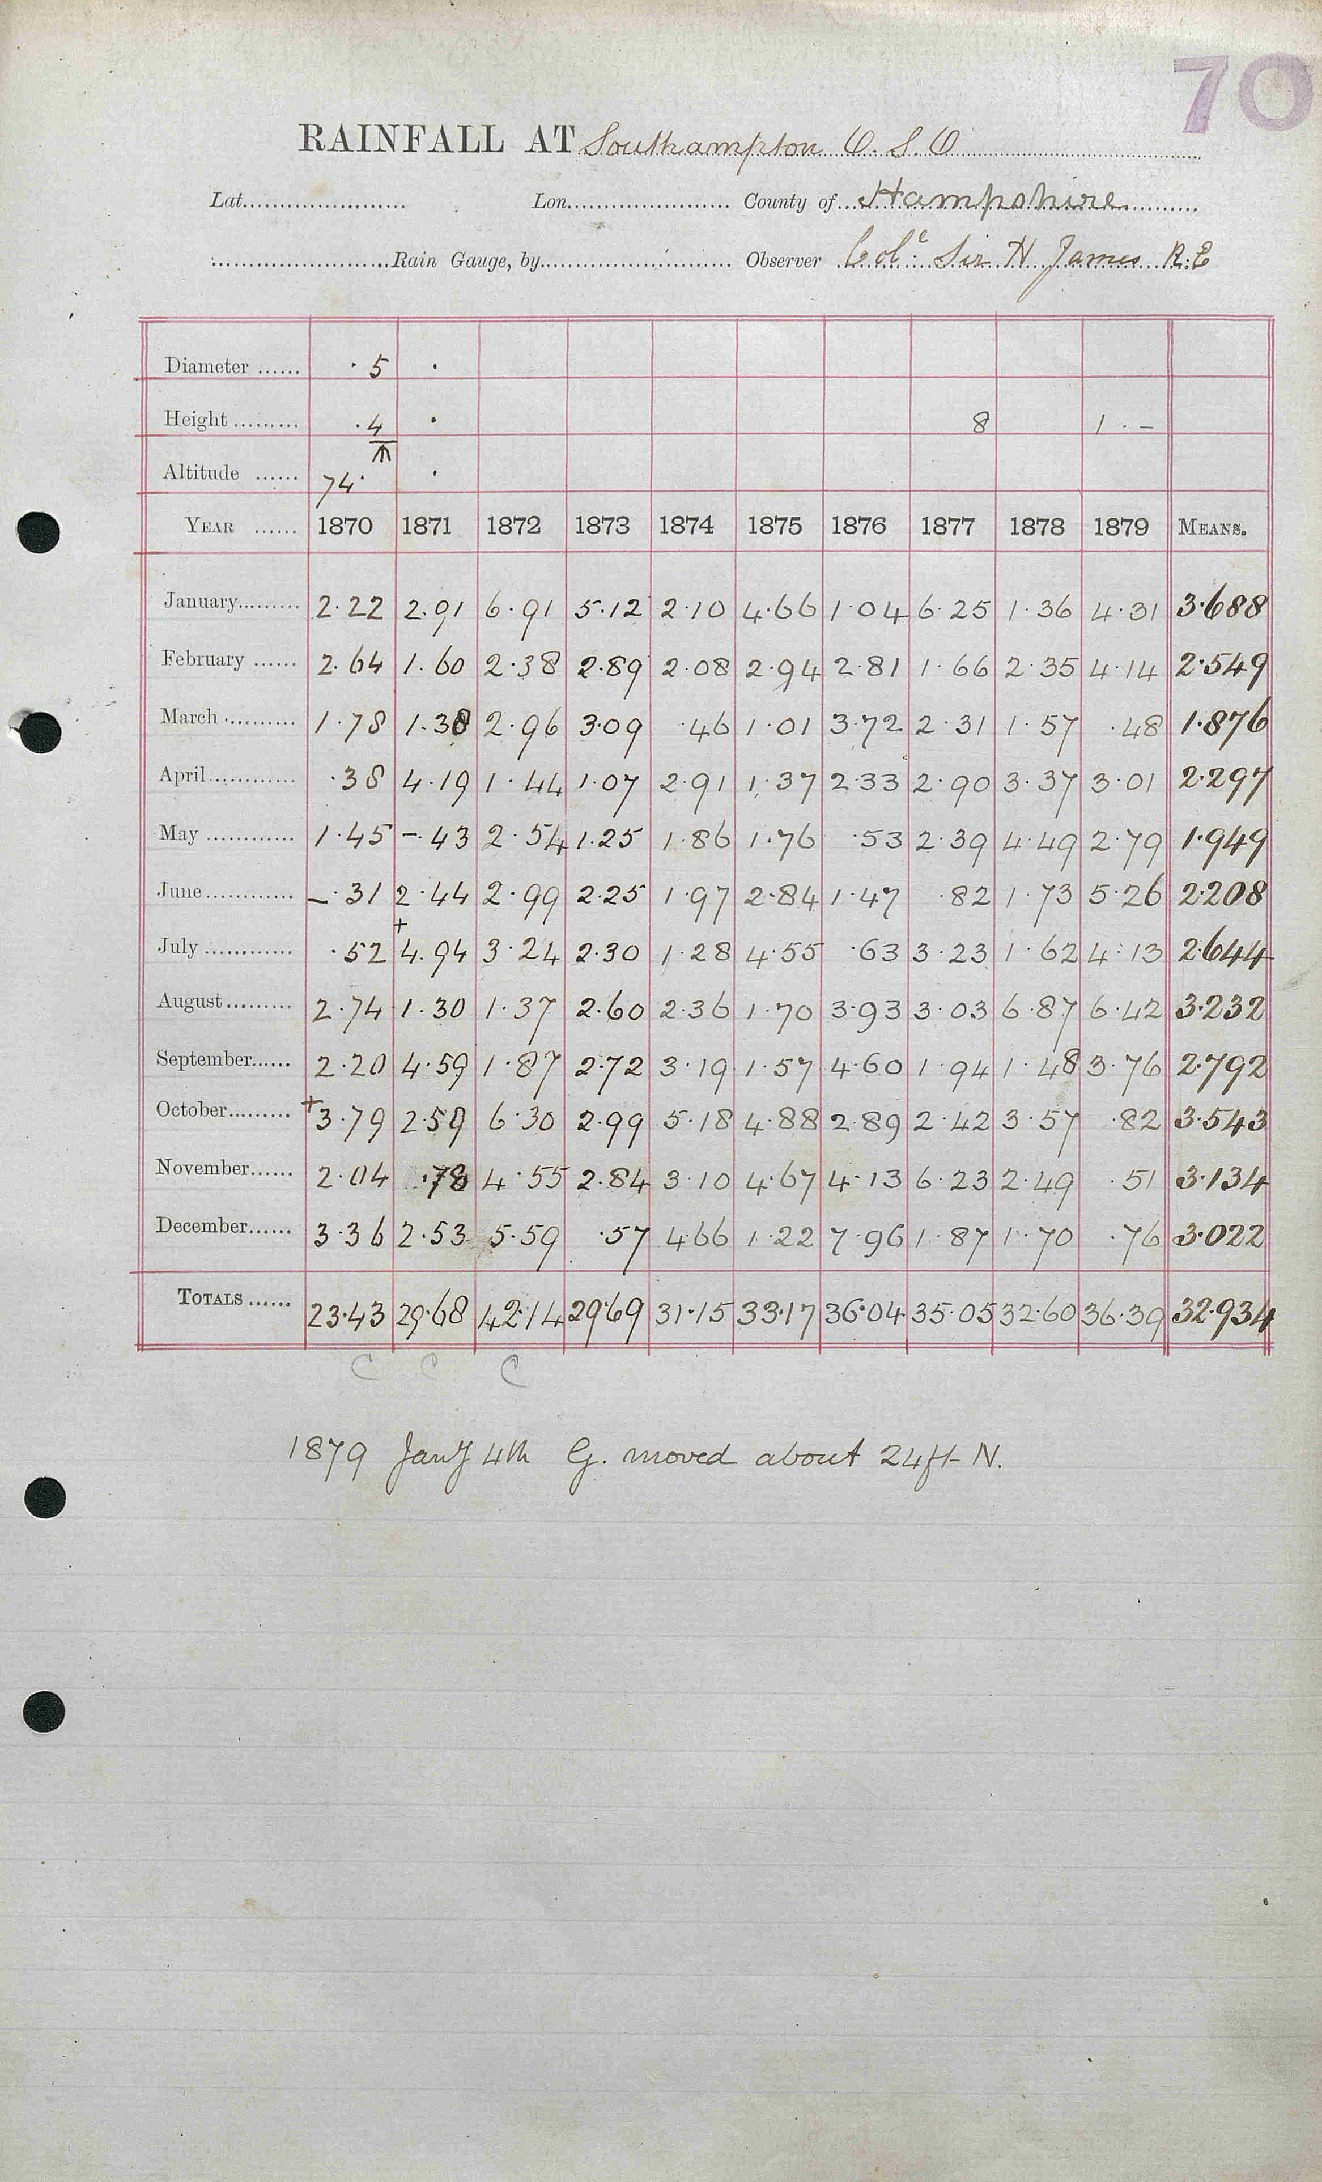 70
RAINFALL AT Southampton O. S. O
Lat...................... Lon...................... County of Hampshire
......................Rain Gauge, by...................... Observer Colˡ: Sir H James R.E
Diameter ...... ·5 ·
Height ......... ·4 · 8 1 · –
Altitude ...... 74· ·
YEAR ...... 1870 1871 1872 1873 1874 1875 1876 1877 1878 1879 MEANS.
January......... 2·22 2.91 6·91 5·12 2·10 4·66 1·04 6·25 1·36 4·31 3·688
February ...... 2.64 1.60 2·38 2.89 2·08 2.94 2·81 1·66 2·35 4·14 2·549
March .......... 1·78 1.38 2·96 3·09 ·46 1·01 3·72 2·31 1·57 ·48 1·876
April............ ·38 4·19 1·44 1·07 2·91 1·37 2·33 2·90 3·37 3·01 2·297
May ............ 1·45 –·43 2·54 1·25 1·86 1·76 ·53 2·39 4·49 2·79 1·949
June............ –·31 2·44 2·99 2·25 1·97 2·84 1·47 ·82 1·73 5·26 2·208
July ............ ·52 +4.94 3·24 2·30 1·28 4·55 ·63 3·23 1·62 4·13 2·644
August......... 2·74 1·30 1·37 2·60 2·36 1·70 3·93 3·03 6·87 6·42 3·232
September...... 2·20 4·59 1·87 2·72 3·19 1·57 4·60 1·94 1·48 3·76 2·792
October......... +3·79 2·59 6·30 2·99 5·18 4·88 2·89 2·42 3·57 ·82 3·543
November...... 2·04 ·78 4·55 2·84 3·10 4·67 4·13 6·23 2·49 ·51 3·134
December...... 3·36 2·53 5·59 ·57 4·66 1·22 7·96 1·87 1·70 ·76 3·022
TOTALS ...... 23·43 29·68 42·14 29·69 31·15 33·17 36·04 35·05 32·60 36·39 32·934
C C C
1879 Jany 4th G. moved about 24ft N.